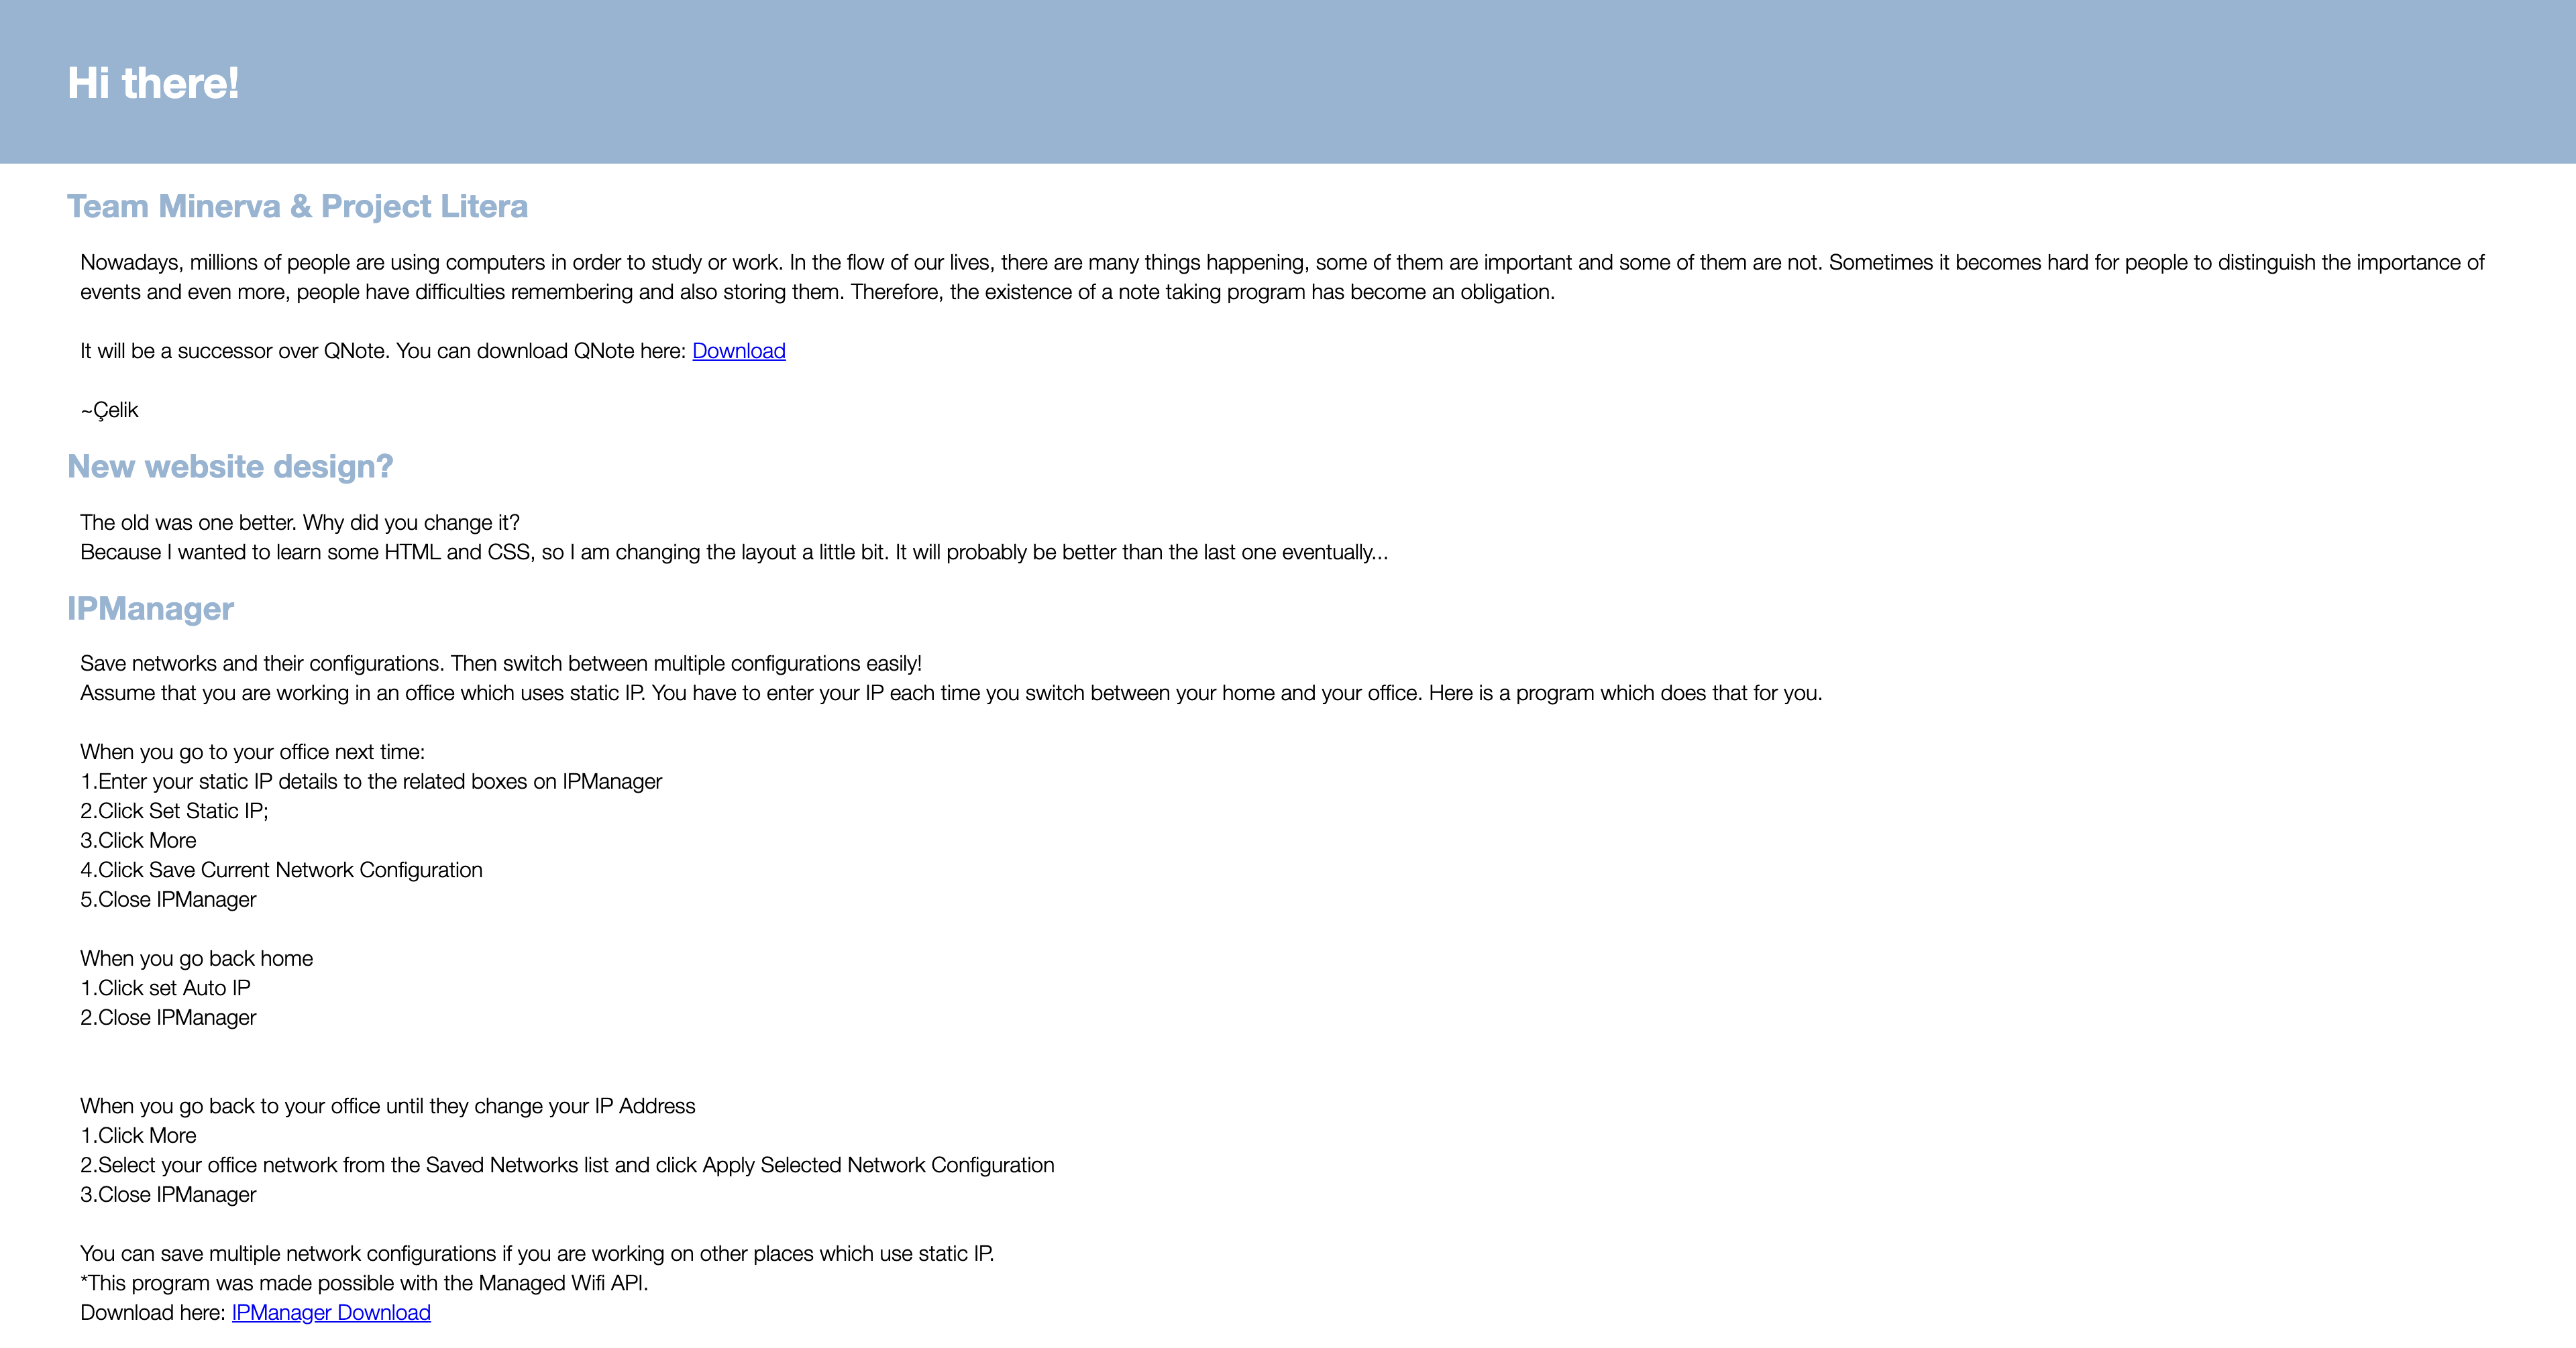 Hi there!
Team Minerva & Project Litera
Nowadays, millions of people are using computers in order to study or work. In the flow of our lives, there are many things happening, some of them are important and some of them are not. Sometimes it becomes hard for people to distinguish the importance of
events and even more, people have difficulties remembering and also storing them. Therefore, the existence of a note taking program has become an obligation.
It will be a successor over QNote. You can download QNote here: Download
~Çelik
New website design?
The old was one better. Why did you change it?
Because I wanted to learn some HTML and CSS, so I am changing the layout a little bit. It will probably be better than the last one eventually...
IPManager
Save networks and their configurations. Then switch between multiple configurations easily!
Assume that you are working in an office which uses static IP. You have to enter your IP each time you switch between your home and your office. Here is a program which does that for you.
When you go to your office next time:
1.Enter your static IP details to the related boxes on IPManager
2.Click Set Static IP;
3.Click More
4.Click Save Current Network Configuration
5.Close IPManager
When you go back home
1.Click set Auto IP
2.Close IPManager
When you go back to your office until they change your IP Address
1.Click More
2.Select your office network from the Saved Networks list and click Apply Selected Network Configuration
3.Close IPManager
You can save multiple network configurations if you are working on other places which use static IP.
*This program was made possible with the Managed Wifi API.
Download here: IPManager Download